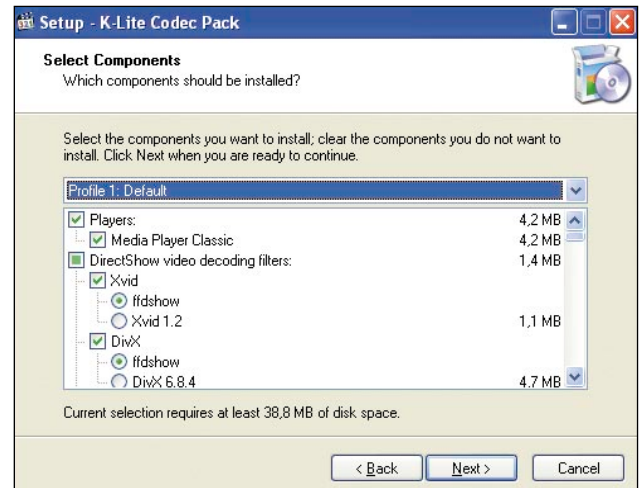 Setup - K-Lite Codec Pack
Select Components
Which components should be installed?
Select the components you want to install; clear the components you do not want to
install. Click Next when you are ready to continue.
Profile 1: Default
Players: 4,2 MB
Media Player Classic 4,2 MB
DirectShow video decoding filters: 1,4 MB
Xvid
ffdshow
Xvid 1.2 1,1 MB
DivX
ffdshow
DivX 6.8.4 4.7 MB
Current selection requires at least 38,8 MB of disk space.
< Back Next > Cancel